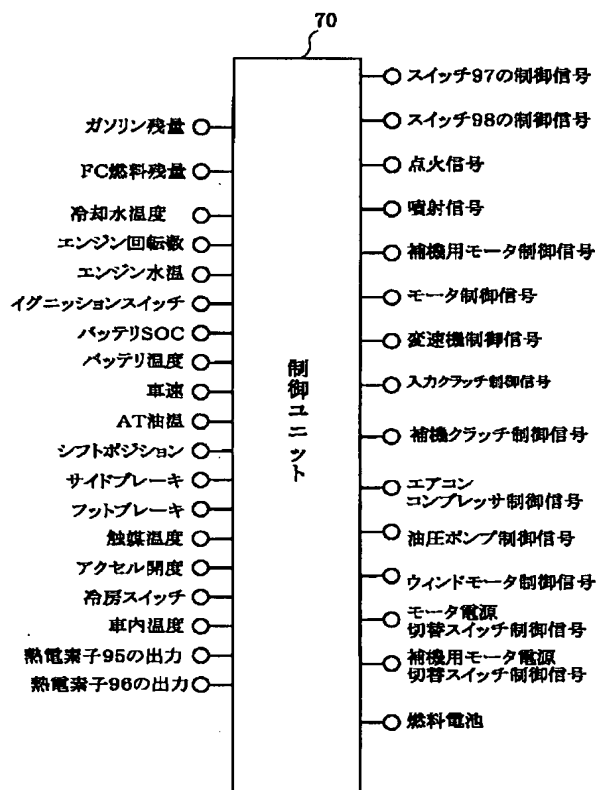 70
ガソリン残量
FC燃料残量
冷却水温度
エンジン回転数
エンジン水温
イグニッションスイッチ
バッテリSOC
バッテリ温度
車速
AT油温
シフトポジション
サイドブレーキ
フットブレーキ
触媒温度
アクセル開度
冷房スイッチ
車内温度
熱電素子95の出力
熱電素子96の出力
制御ユニット
スイッチ97の制御信号
スイッチ98の制御信号
点火信号
噴射信号
補機用モータ制御信号
モータ制御信号
変速機制御信号
入力クラッチ制御信号
補機クラッチ制御信号
エアコン
コンプレッサ制御信号
油圧ポンプ制御信号
ウィンドモータ制御信号
モータ電源
切替スイッチ制御信号
補機用モータ電源
切替スイッチ制御信号
燃料電池